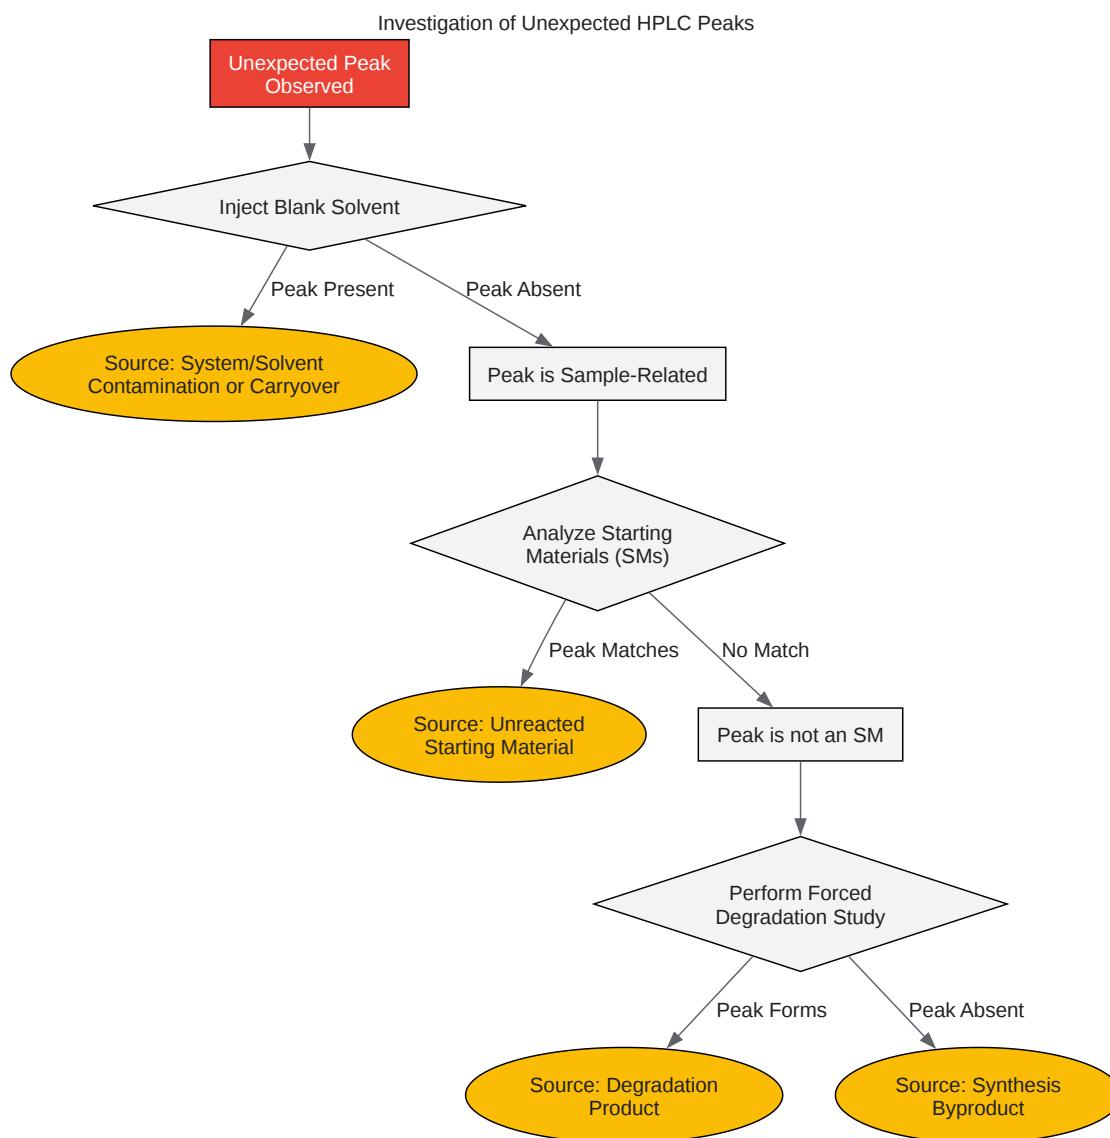 Investigation of Unexpected HPLC Peaks
Unexpected Peak
Observed
Inject Blank Solvent
Peak Present
Peak Absent
Source: System/Solvent
Contamination or Carryover
Peak is Sample-Related
Analyze Starting
Materials (SMs)
Peak Matches
No Match
Source: Unreacted
Starting Material
Peak is not an SM
Perform Forced
Degradation Study
Peak Forms
Peak Absent
Source: Degradation
Product
Source: Synthesis
Byproduct